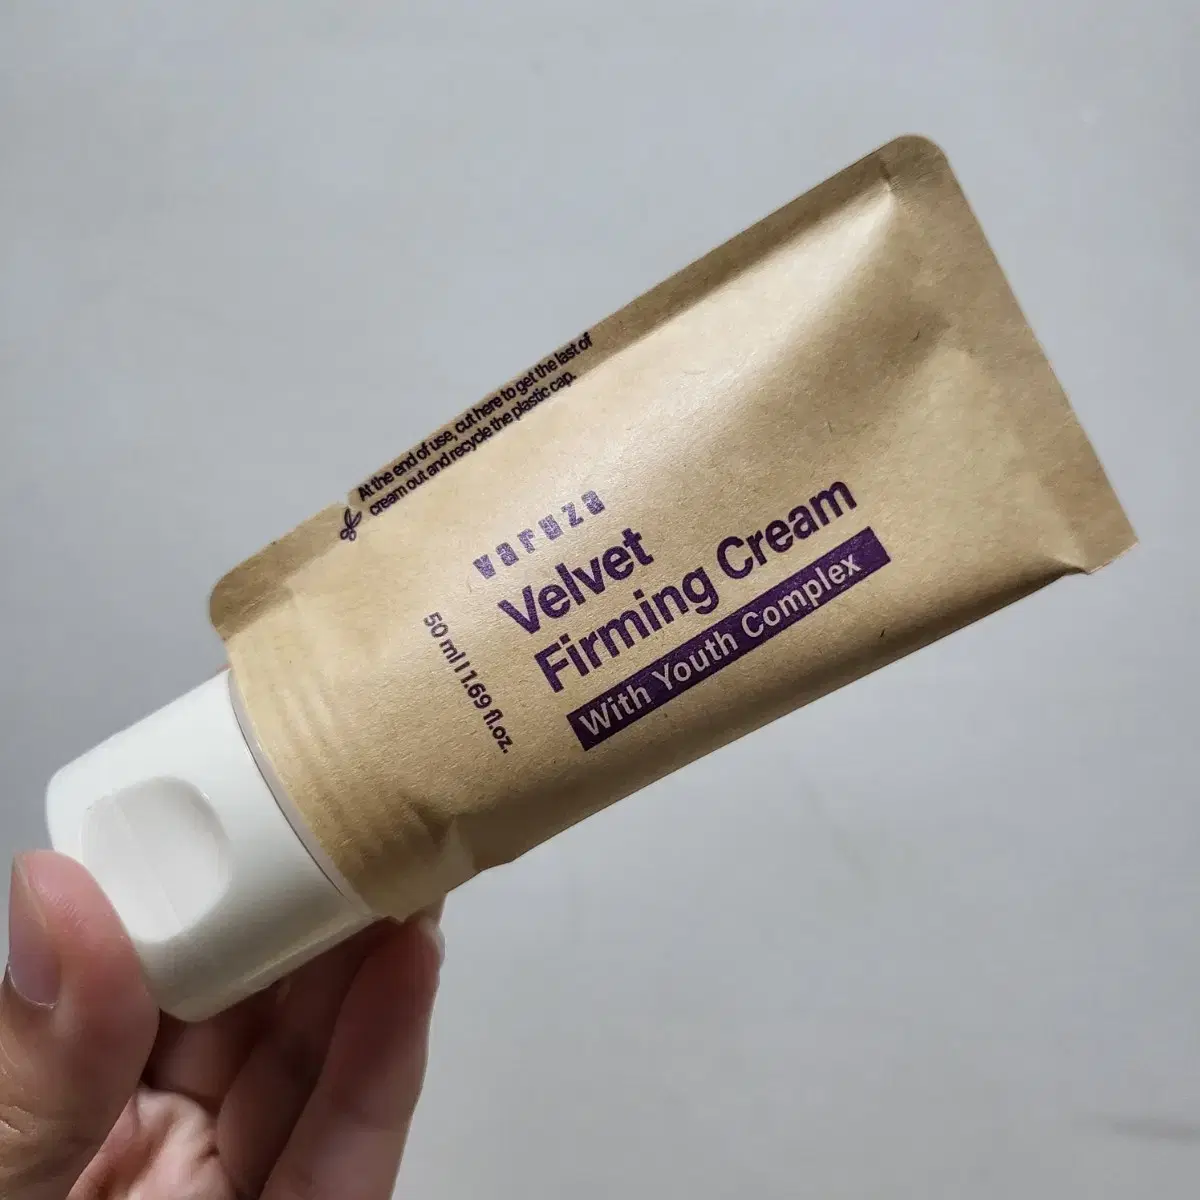 At the end of use, cut here to get the last of
cream out and recycle the plastic cap.
VARUZA
Velvet
Firming Cream
With Youth Complex
50 ml | 1.69 fl.oz.